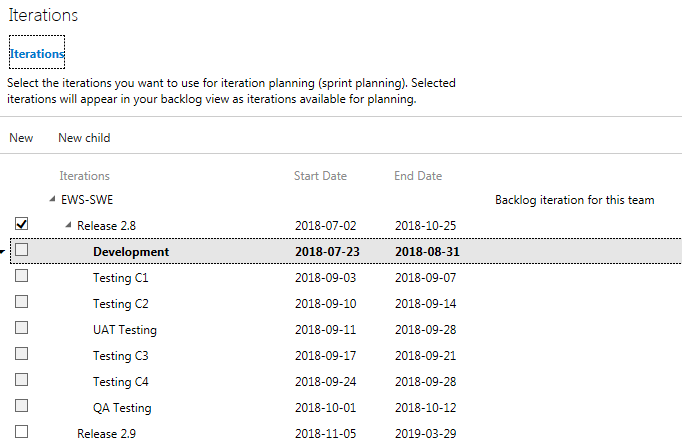 Iterations
Iterations
Select the iterations you want to use for iteration planning (sprint planning). Selected
iterations will appear in your backlog view as iterations available for planning.
New New child
Iterations Start Date End Date
EWS-SWE Backlog iteration for this team
Release 2.8 2018-07-02 2018-10-25
Development 2018-07-23 2018-08-31
Testing C1 2018-09-03 2018-09-07
Testing C2 2018-09-10 2018-09-14
UAT Testing 2018-09-11 2018-09-28
Testing C3 2018-09-17 2018-09-21
Testing C4 2018-09-24 2018-09-28
QA Testing 2018-10-01 2018-10-12
Release 2.9 2018-11-05 2019-03-29